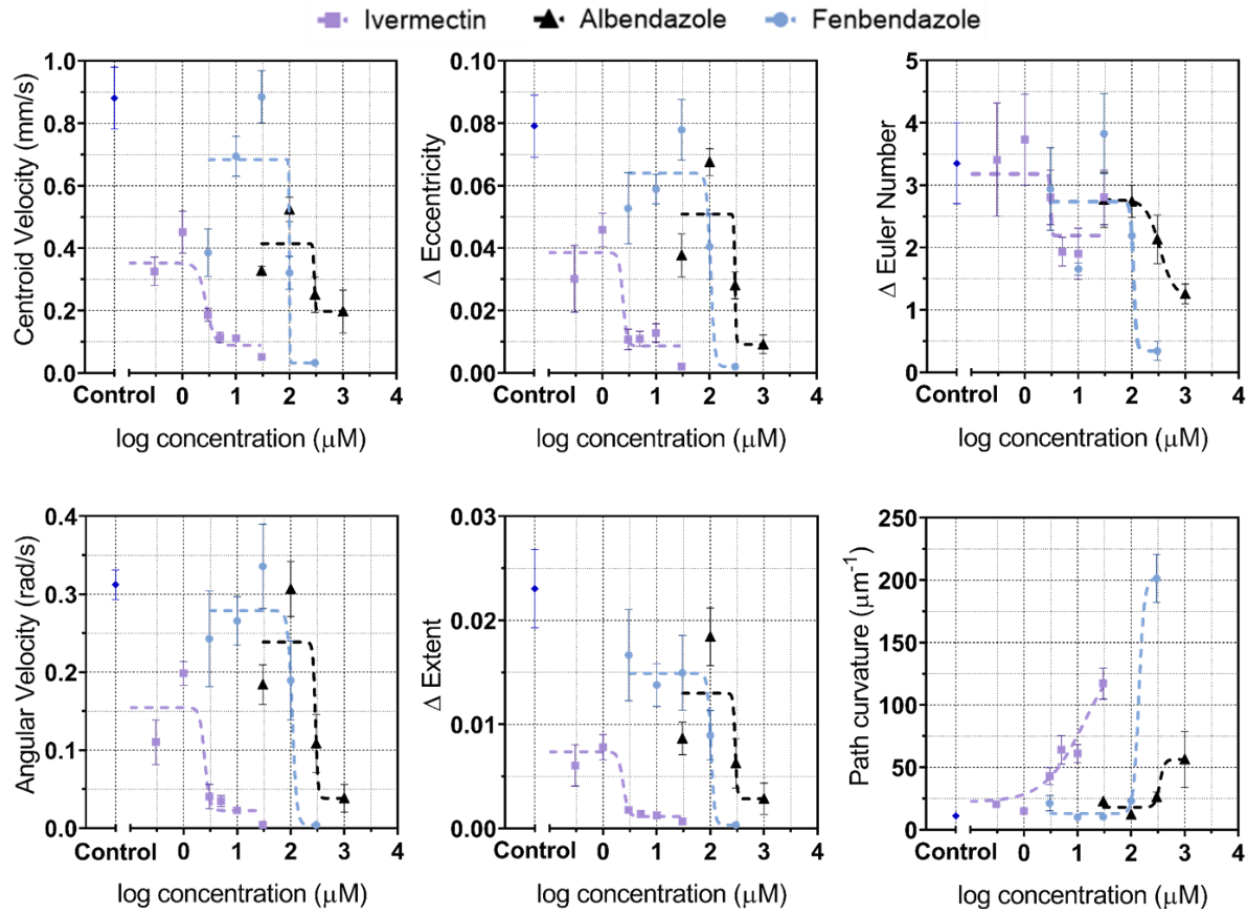 Ivermectin Albendazole Fenbendazole
Centroid Velocity (mm/s)
1.0
0.8
0.6
0.4
0.2
0.0
Control 0 1 2 3 4
log concentration (μM)
Δ Eccentricity
0.10
0.08
0.06
0.04
0.02
0.00
Control 0 1 2 3 4
log concentration (μM)
Δ Euler Number
5
4
3
2
1
0
Control 0 1 2 3 4
log concentration (μM)
Angular Velocity (rad/s)
0.4
0.3
0.2
0.1
0.0
Control 0 1 2 3 4
log concentration (μM)
Δ Extent
0.03
0.02
0.01
0.00
Control 0 1 2 3 4
log concentration (μM)
Path curvature (μm⁻¹)
250
200
150
100
50
0
Control 0 1 2 3 4
log concentration (μM)